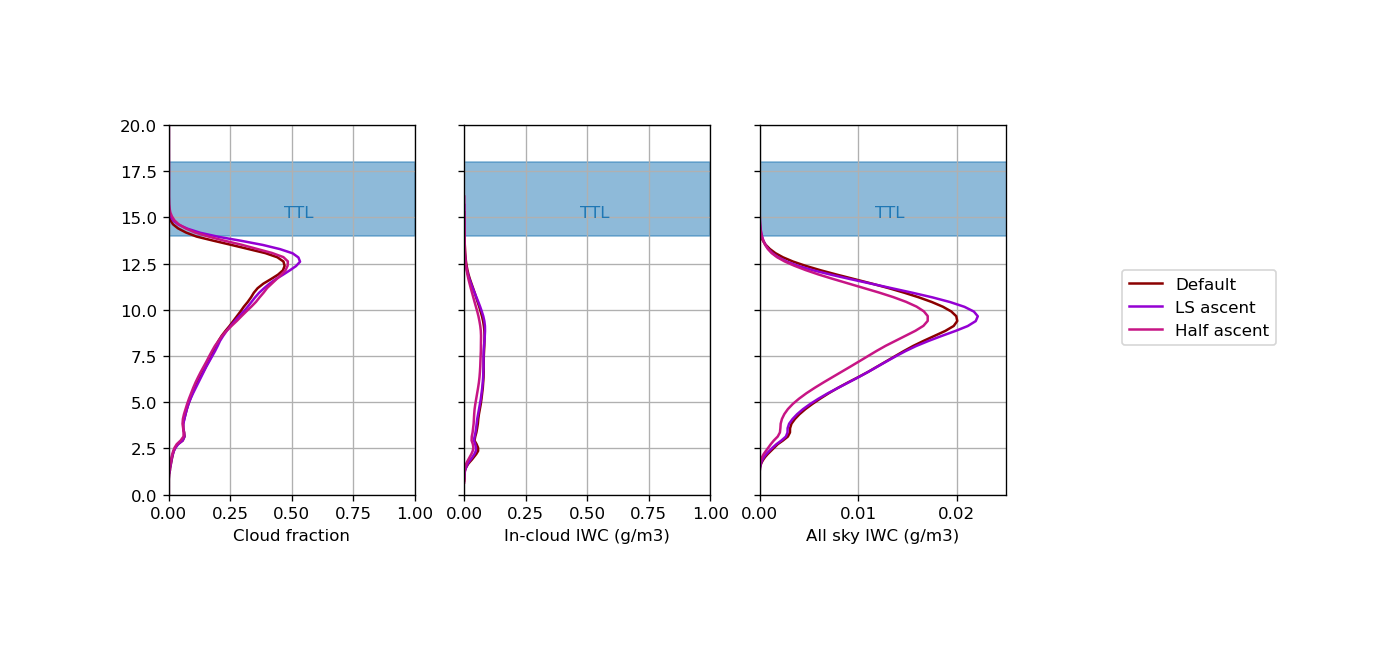 20.0
17.5
15.0
12.5
10.0
7.5
5.0
2.5
0.0
TTL
TTL
TTL
0.00 0.25 0.50 0.75 1.00
0.00 0.25 0.50 0.75 1.00
0.00 0.01 0.02
Cloud fraction
In-cloud IWC (g/m3)
All sky IWC (g/m3)
Default
LS ascent
Half ascent